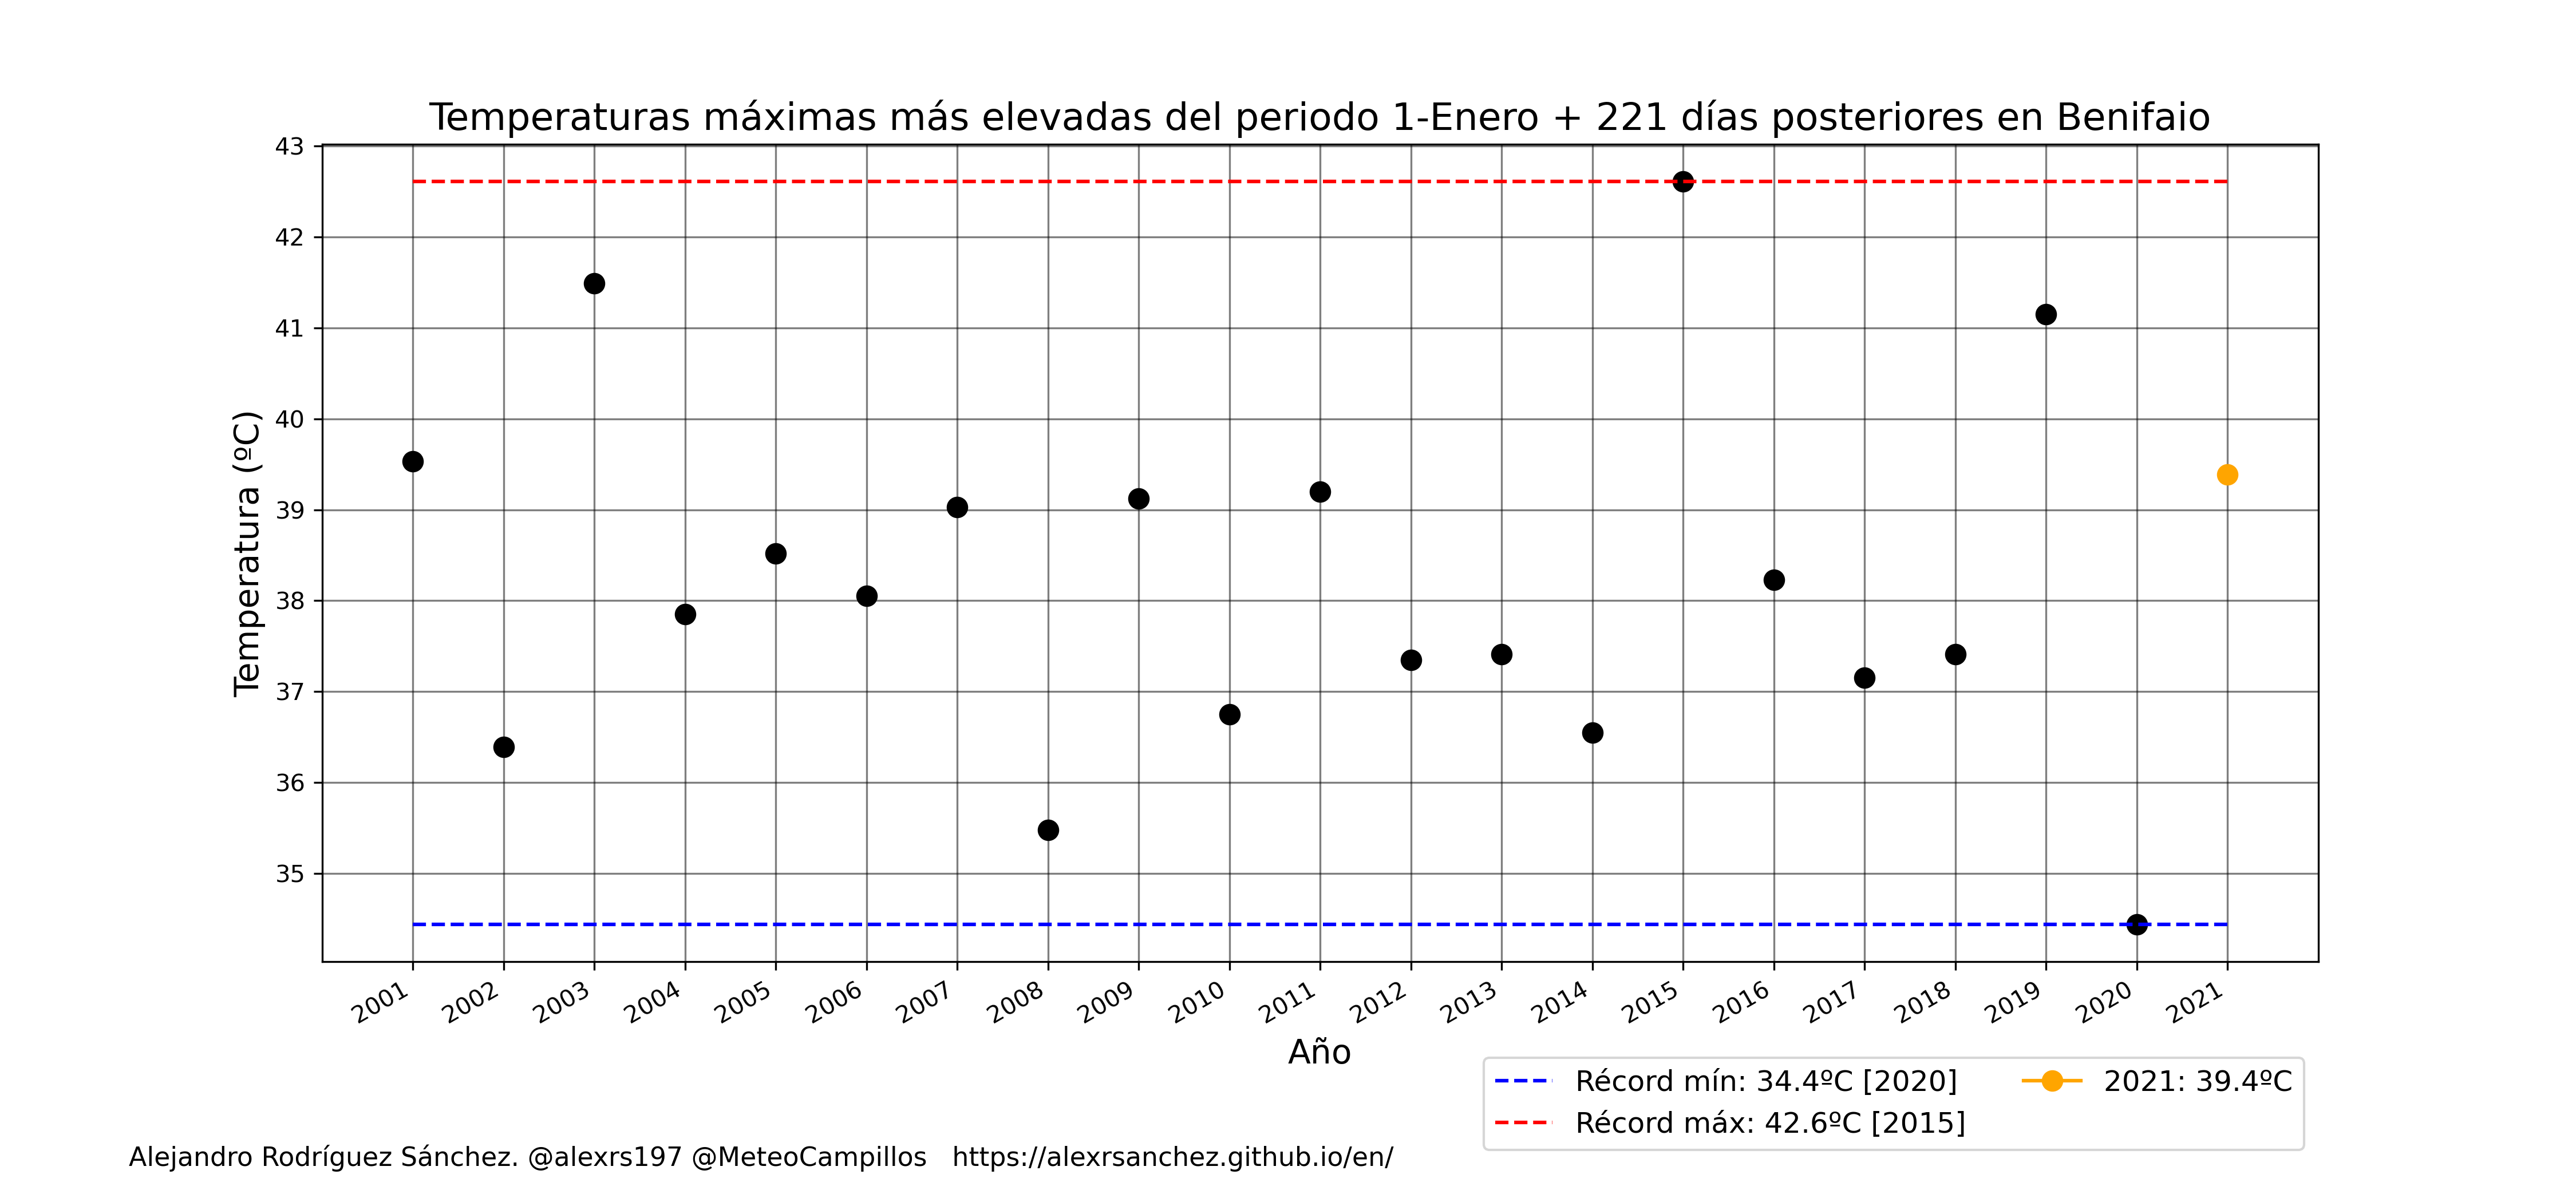 Temperaturas máximas más elevadas del periodo 1-Enero + 221 días posteriores en Benifaio
43
42
41
40
39
38
37
36
35
Temperatura (ºC)
2001 2002 2003 2004 2005 2006 2007 2008 2009 2010 2011 2012 2013 2014 2015 2016 2017 2018 2019 2020 2021
Año
Récord mín: 34.4ºC [2020]
Récord máx: 42.6ºC [2015]
2021: 39.4ºC
Alejandro Rodríguez Sánchez. @alexrs197 @MeteoCampillos https://alexrsanchez.github.io/en/